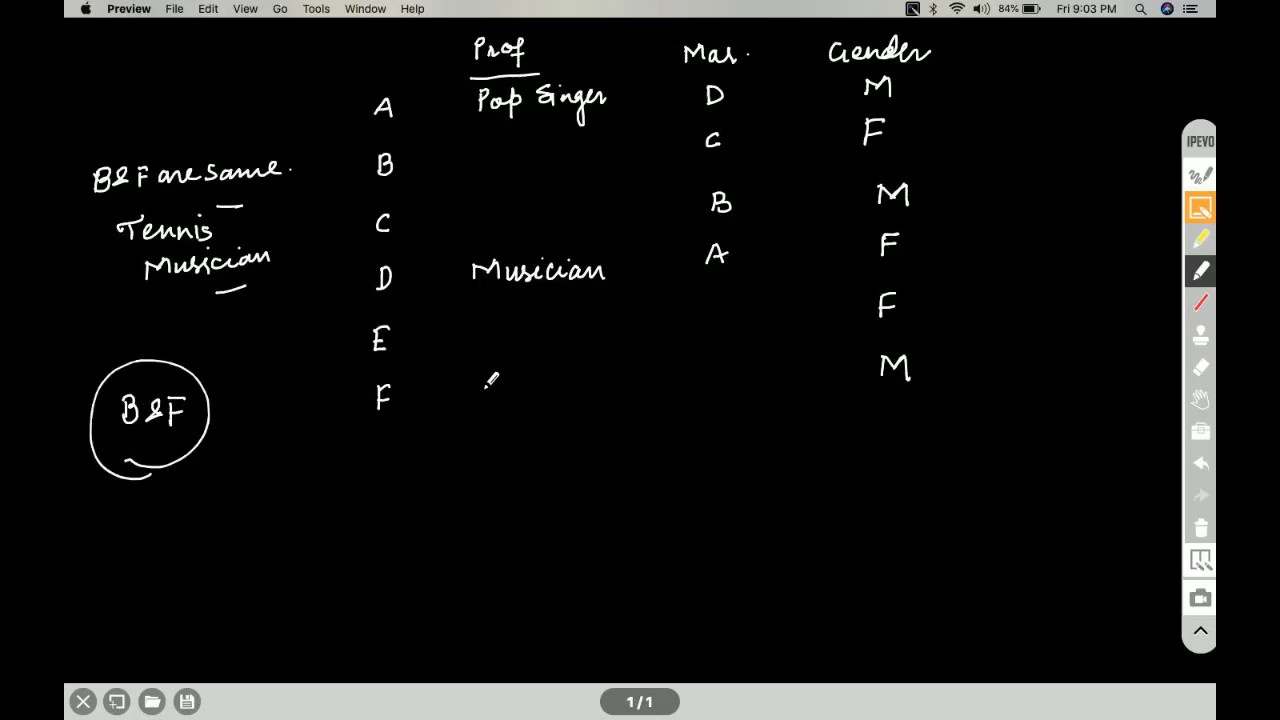 Preview File Edit View Go Tools Window Help 84% Fri 9:03 PM
Prof Mar. Gender
A Pop Singer D M
B C F
B&F are same.
C B M
Tennis
Musician
D Musician A F
E F
F M
B&F
IPEVO
1/1